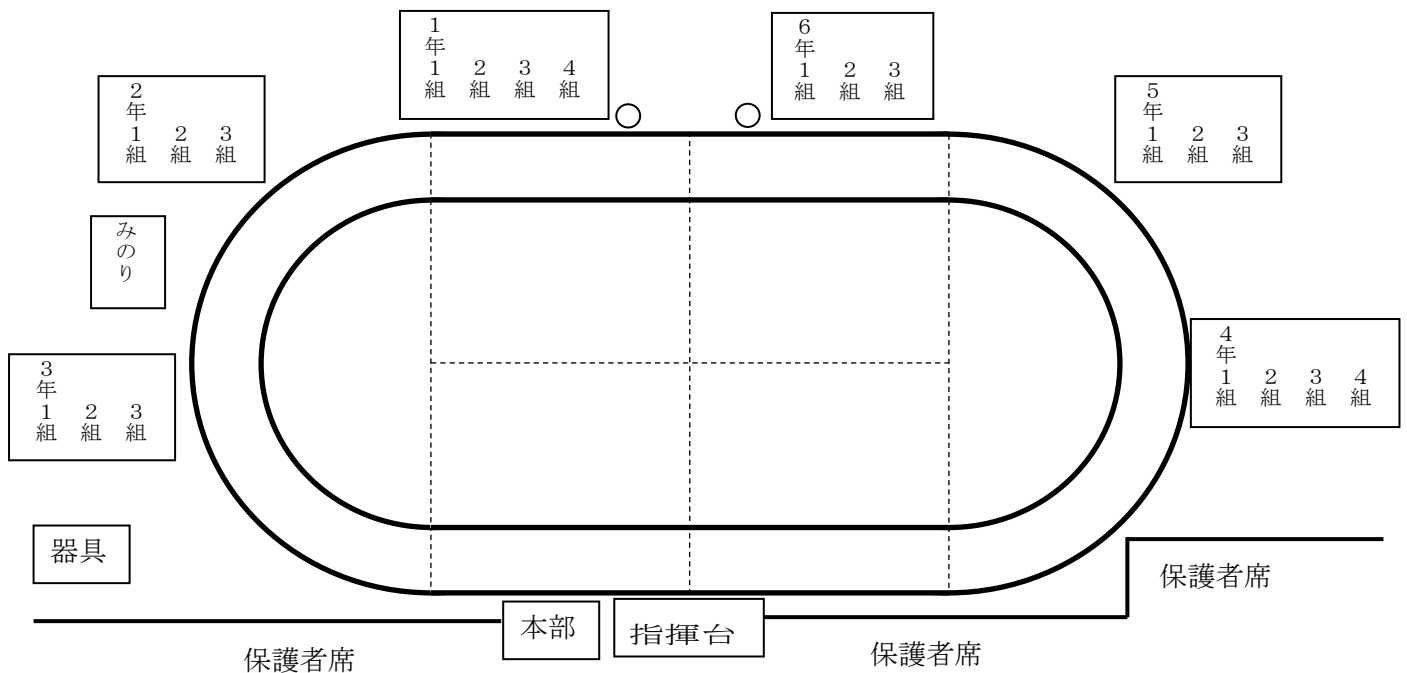 1年1組 2組 3組 4組
6年1組 2組 3組
2年1組 2組 3組
5年1組 2組 3組
みのり
4年1組 2組 3組 4組
3年1組 2組 3組
器具
保護者席
本部
指揮台
保護者席
保護者席